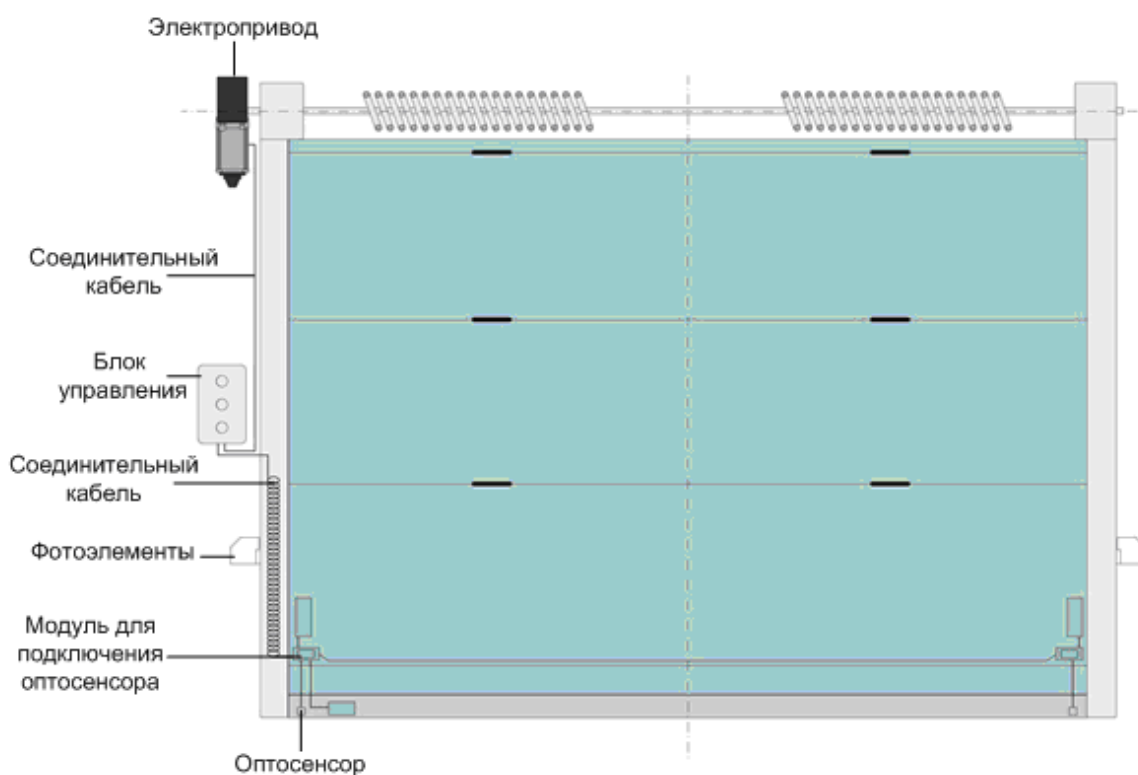 Электропривод
Соединительный
кабель
Блок
управления
Соединительный
кабель
Фотоэлементы
Модуль для
подключения
оптосенсора
Оптосенсор